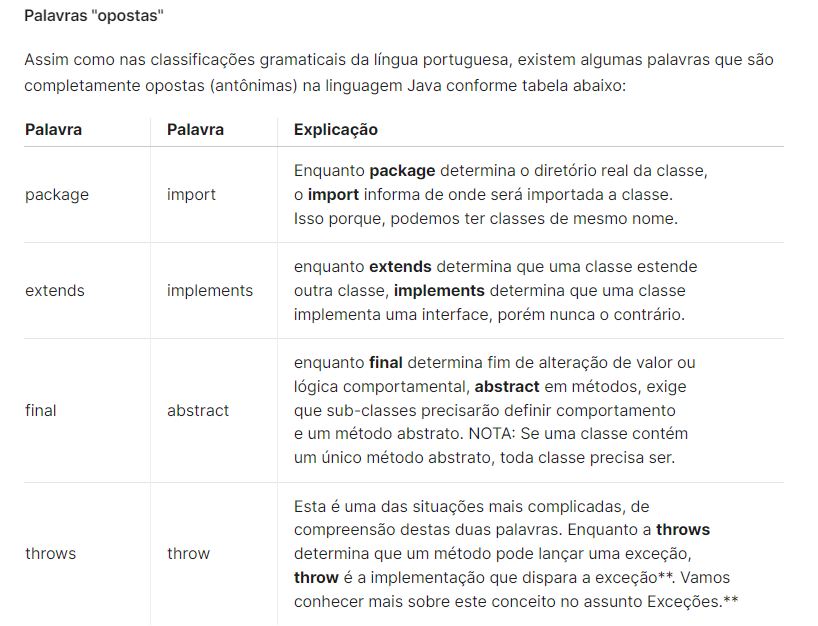 Palavras "opostas"
Assim como nas classificações gramaticais da língua portuguesa, existem algumas palavras que são
completamente opostas (antônimas) na linguagem Java conforme tabela abaixo:
Palavra Palavra Explicação
package import Enquanto package determina o diretório real da classe,
o import informa de onde será importada a classe.
Isso porque, podemos ter classes de mesmo nome.
extends implements enquanto extends determina que uma classe estende
outra classe, implements determina que uma classe
implementa uma interface, porém nunca o contrário.
final abstract enquanto final determina fim de alteração de valor ou
lógica comportamental, abstract em métodos, exige
que sub-classes precisarão definir comportamento
e um método abstrato. NOTA: Se uma classe contém
um único método abstrato, toda classe precisa ser.
throws throw Esta é uma das situações mais complicadas, de
compreensão destas duas palavras. Enquanto a throws
determina que um método pode lançar uma exceção,
throw é a implementação que dispara a exceção**. Vamos
conhecer mais sobre este conceito no assunto Exceções.**